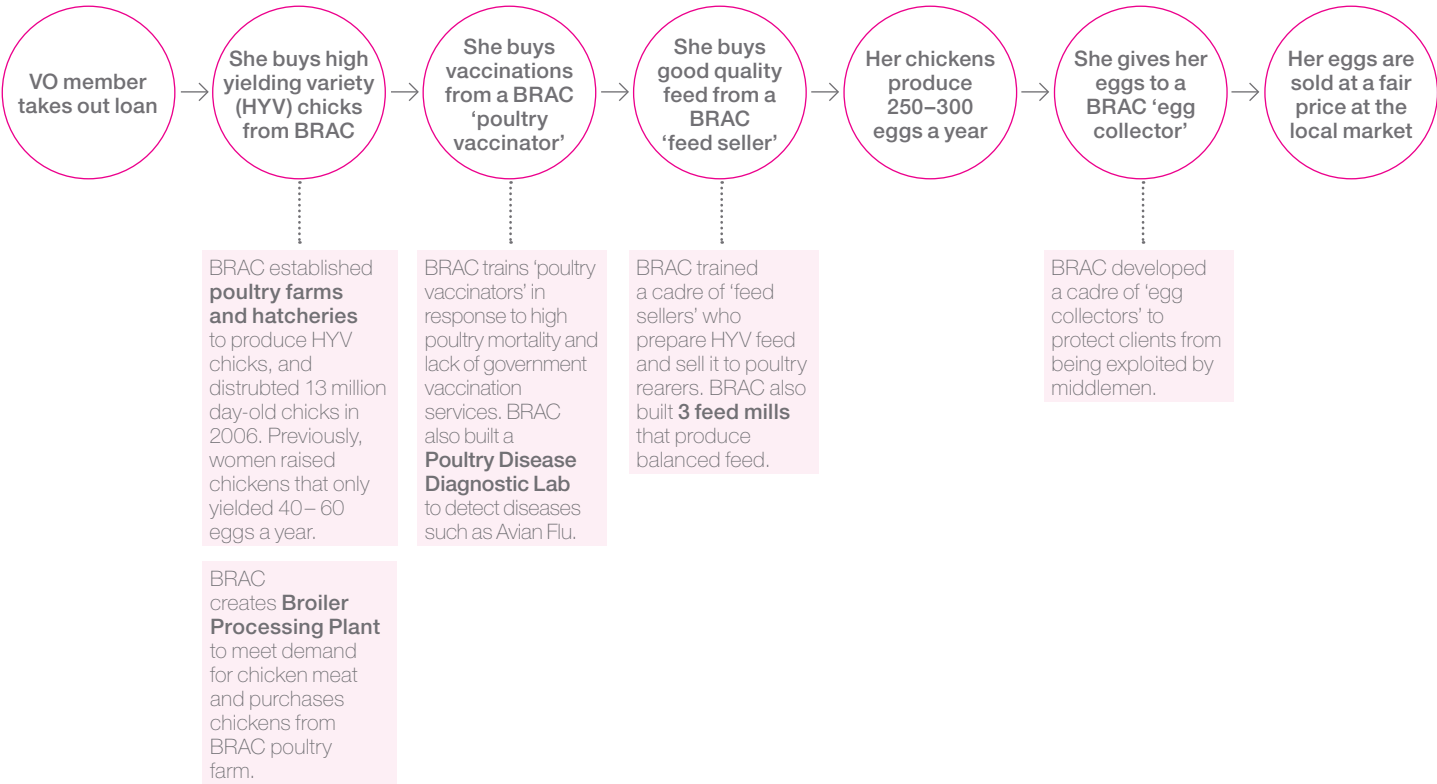 VO member
takes out loan
She buys high
yielding variety
(HYV) chicks
from BRAC
She buys
vaccinations
from a BRAC
‘poultry
vaccinator’
She buys
good quality
feed from a
BRAC
‘feed seller’
Her chickens
produce
250–300
eggs a year
She gives her
eggs to a
BRAC ‘egg
collector’
Her eggs are
sold at a fair
price at the
local market
BRAC established
poultry farms
and hatcheries
to produce HYV
chicks, and
distrubted 13 million
day-old chicks in
2006. Previously,
women raised
chickens that only
yielded 40– 60
eggs a year.
BRAC
creates Broiler
Processing Plant
to meet demand
for chicken meat
and purchases
chickens from
BRAC poultry
farm.
BRAC trains ‘poultry
vaccinators’ in
response to high
poultry mortality and
lack of government
vaccination
services. BRAC
also built a
Poultry Disease
Diagnostic Lab
to detect diseases
such as Avian Flu.
BRAC trained
a cadre of ‘feed
sellers’ who
prepare HYV feed
and sell it to poultry
rearers. BRAC also
built 3 feed mills
that produce
balanced feed.
BRAC developed
a cadre of ‘egg
collectors’ to
protect clients from
being exploited by
middlemen.